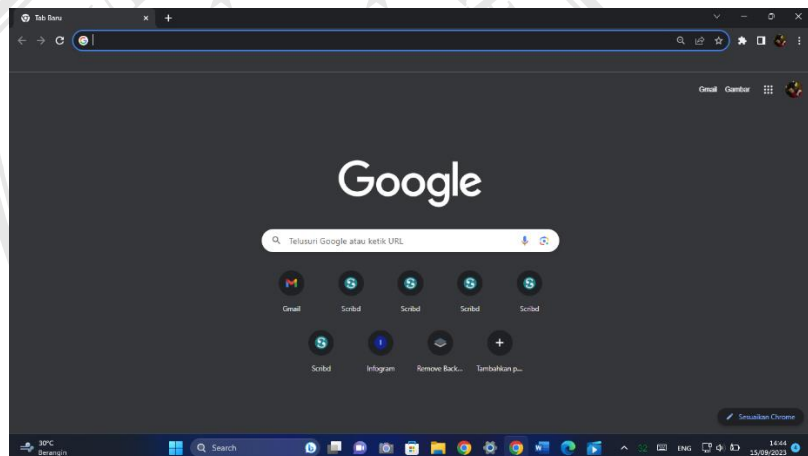 Tab Baru
Gmail Gambar
Google
Telusuri Google atau ketik URL
Gmail Scribd Scribd Scribd Scribd
Scribd Infogram Remove Back... Tambahkan p...
Sesuaikan Chrome
30°C
Berangin
Search
ENG
14:44
15/09/2023